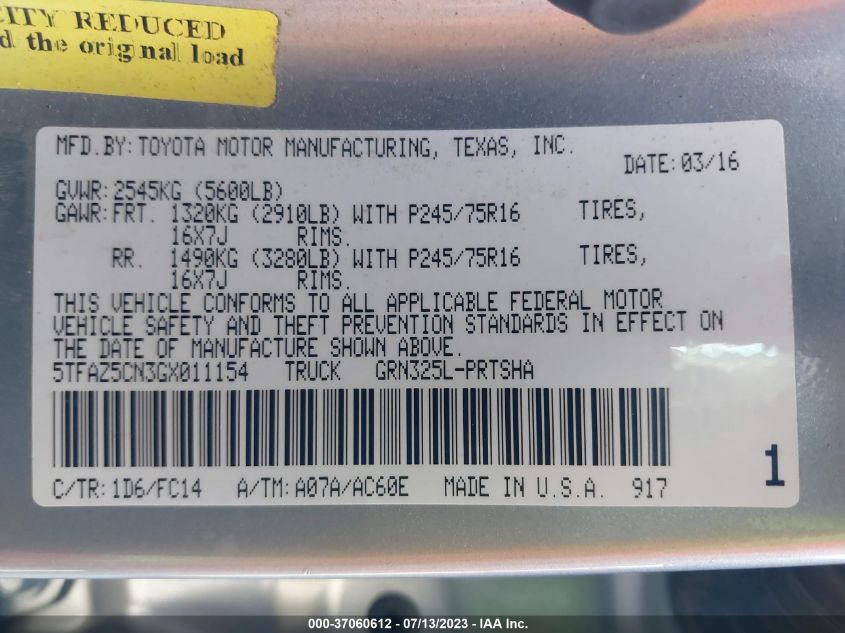 CITY REDUCED
d the original load
MFD.BY: TOYOTA MOTOR MANUFACTURING, TEXAS, INC.
DATE: 03/16
GVWR: 2545KG (5600LB)
GAWR: FRT. 1320KG (2910LB) WITH P245/75R16 TIRES,
16X7J RIMS.
RR. 1490KG (3280LB) WITH P245/75R16 TIRES,
16X7J RIMS.
THIS VEHICLE CONFORMS TO ALL APPLICABLE FEDERAL MOTOR
VEHICLE SAFETY AND THEFT PREVENTION STANDARDS IN EFFECT ON
THE DATE OF MANUFACTURE SHOWN ABOVE.
5TFAZ5CN3GX011154 TRUCK GRN325L-PRTSHA
1
C/TR: 1D6/FC14 A/TM: A07A/AC60E MADE IN U.S.A. 917
000-37060612 - 07/13/2023 - IAA Inc.